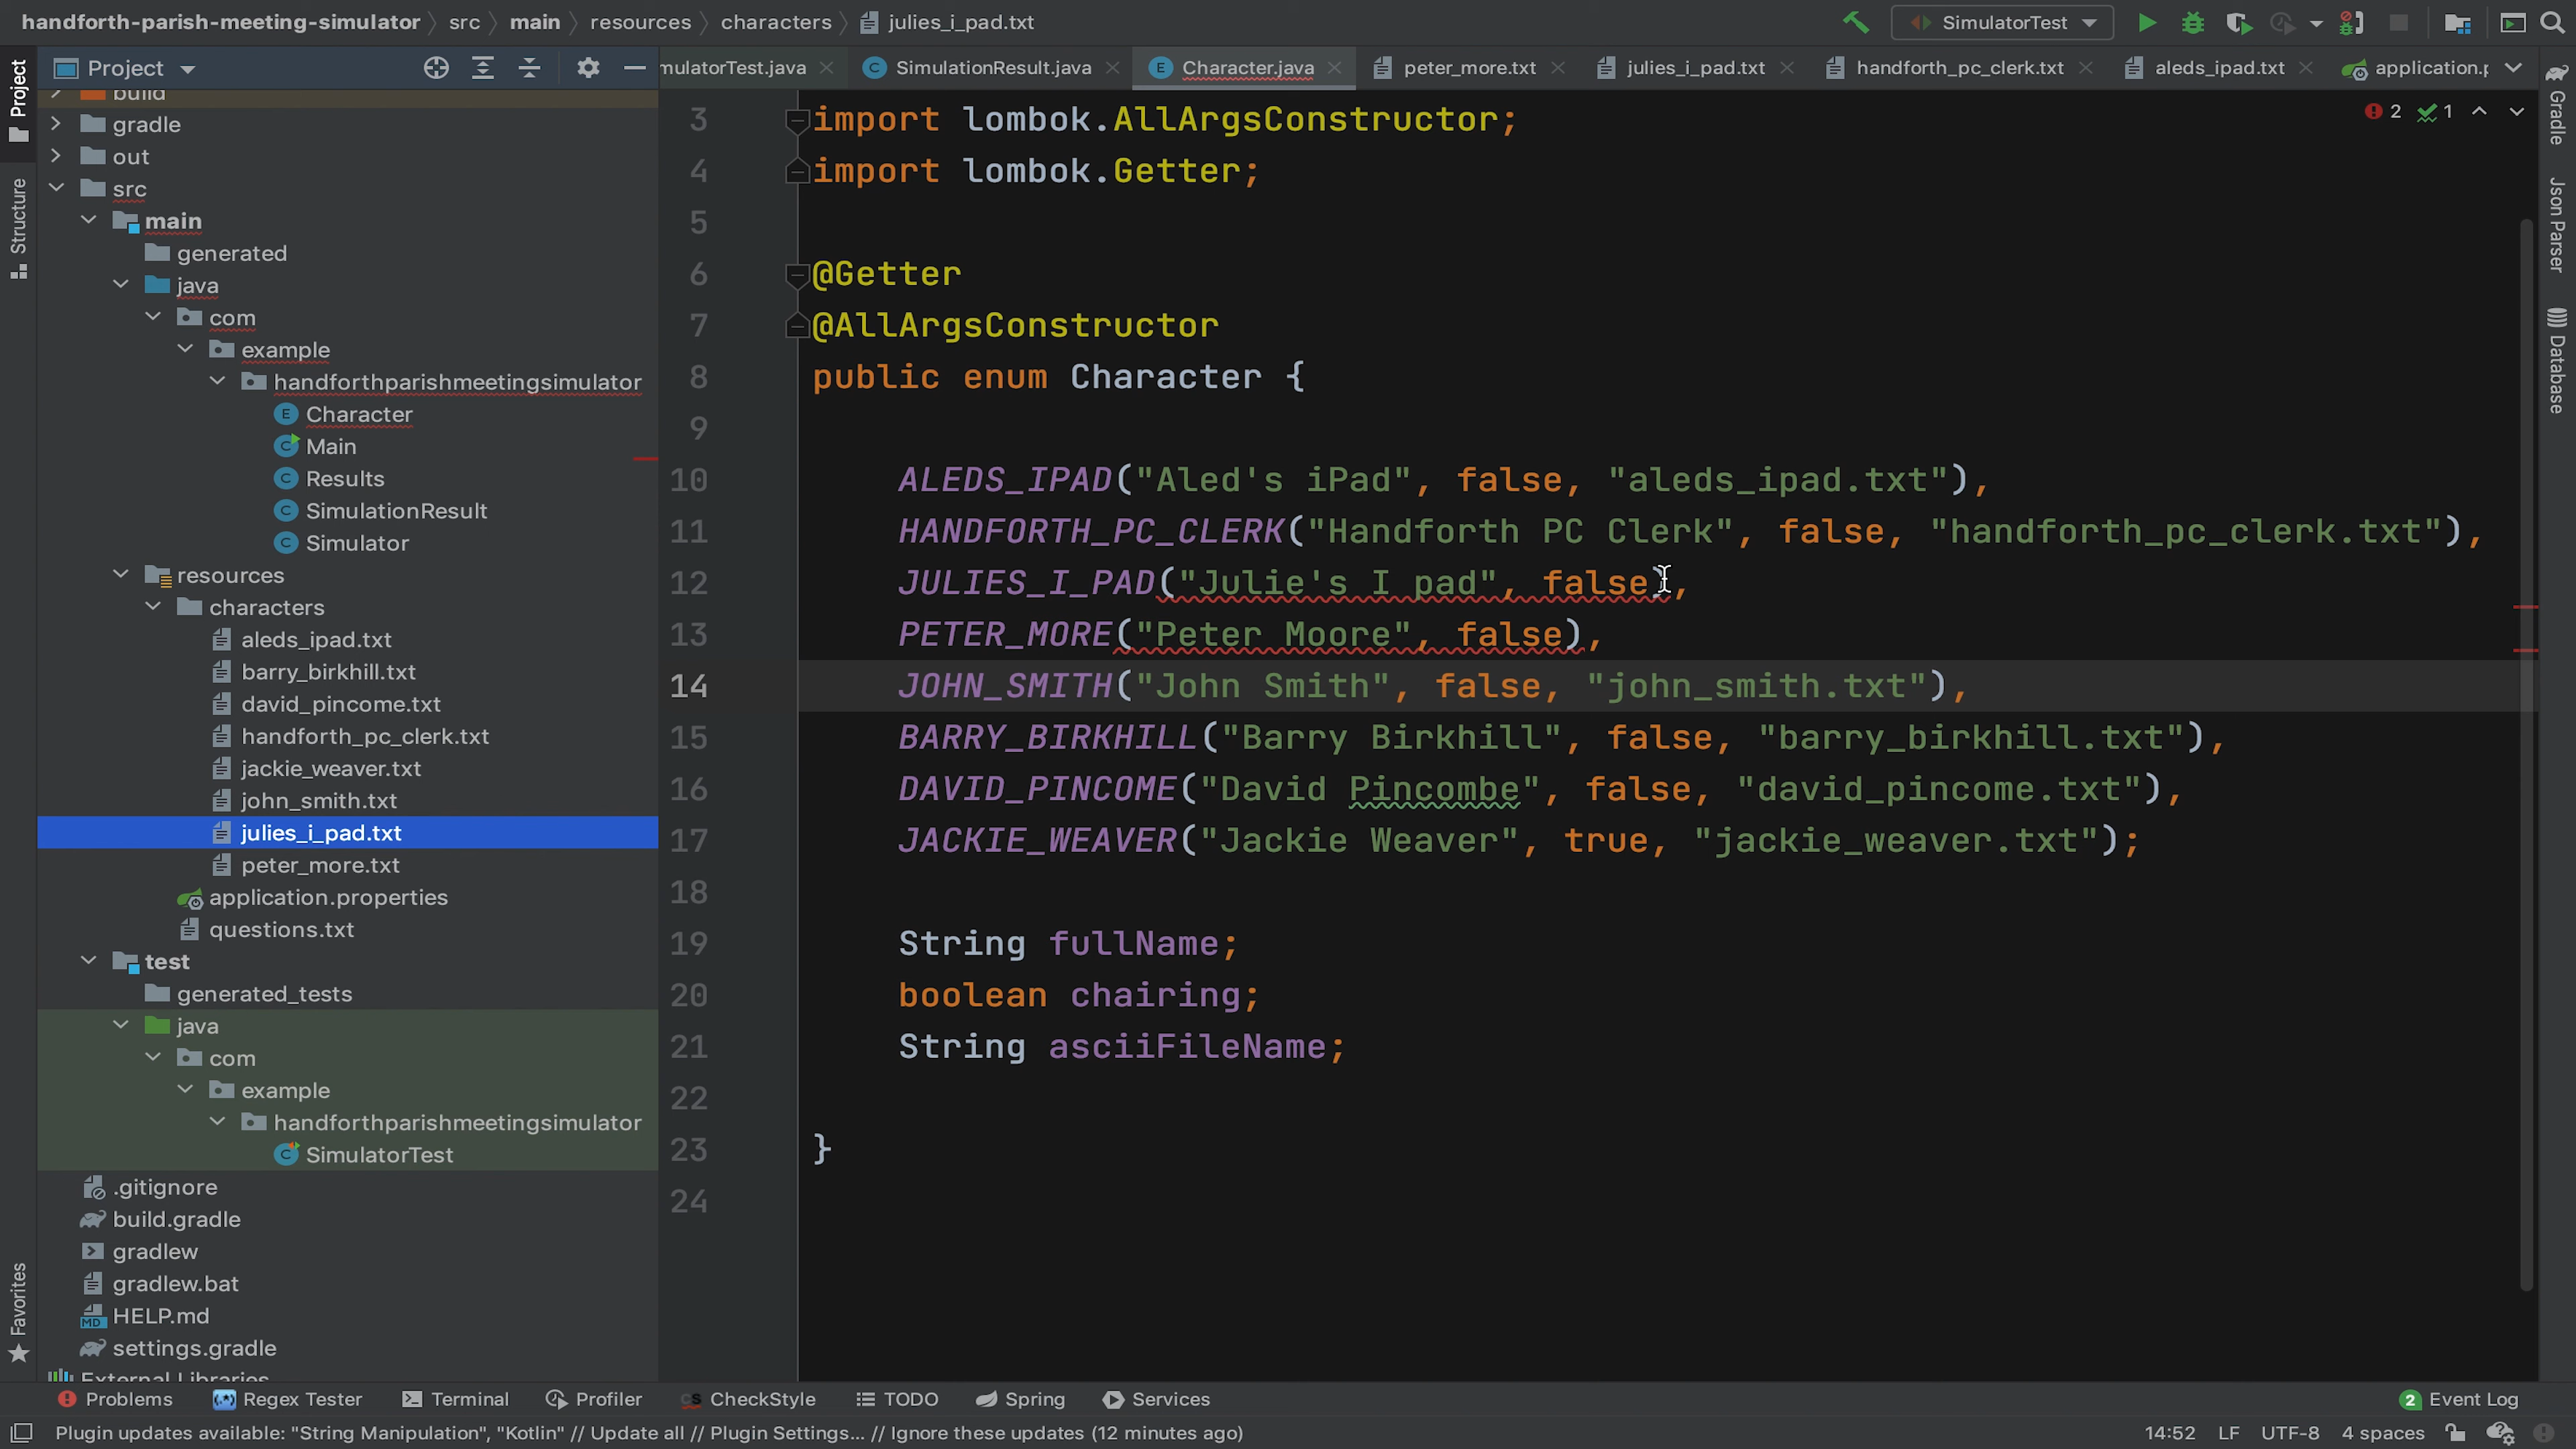 handforth-parish-meeting-simulator src main resources characters julies_i_pad.txt
SimulatorTest
Project
mulatorTest.java SimulationResult.java Character.java peter_more.txt julies_i_pad.txt handforth_pc_clerk.txt aleds_ipad.txt application.p
Project
Structure
Favorites
build
gradle
out
src
main
generated
java
com
example
handforthparishmeetingsimulator
Character
Main
Results
SimulationResult
Simulator
resources
characters
aleds_ipad.txt
barry_birkhill.txt
david_pincome.txt
handforth_pc_clerk.txt
jackie_weaver.txt
john_smith.txt
julies_i_pad.txt
peter_more.txt
application.properties
questions.txt
test
generated_tests
java
com
example
handforthparishmeetingsimulator
SimulatorTest
.gitignore
build.gradle
gradlew
gradlew.bat
HELP.md
settings.gradle
External Libraries
2 1
3 import lombok.AllArgsConstructor;
4 import lombok.Getter;
5
6 @Getter
7 @AllArgsConstructor
8 public enum Character {
9
10 ALEDS_IPAD("Aled's iPad", false, "aleds_ipad.txt"),
11 HANDFORTH_PC_CLERK("Handforth PC Clerk", false, "handforth_pc_clerk.txt"),
12 JULIES_I_PAD("Julie's I pad", false),
13 PETER_MORE("Peter Moore", false),
14 JOHN_SMITH("John Smith", false, "john_smith.txt"),
15 BARRY_BIRKHILL("Barry Birkhill", false, "barry_birkhill.txt"),
16 DAVID_PINCOME("David Pincombe", false, "david_pincome.txt"),
17 JACKIE_WEAVER("Jackie Weaver", true, "jackie_weaver.txt");
18
19 String fullName;
20 boolean chairing;
21 String asciiFileName;
22
23 }
24
Gradle
Json Parser
Database
Problems Regex Tester Terminal Profiler CheckStyle TODO Spring Services 2 Event Log
Plugin updates available: "String Manipulation", "Kotlin" // Update all // Plugin Settings... // Ignore these updates (12 minutes ago) 14:52 LF UTF-8 4 spaces